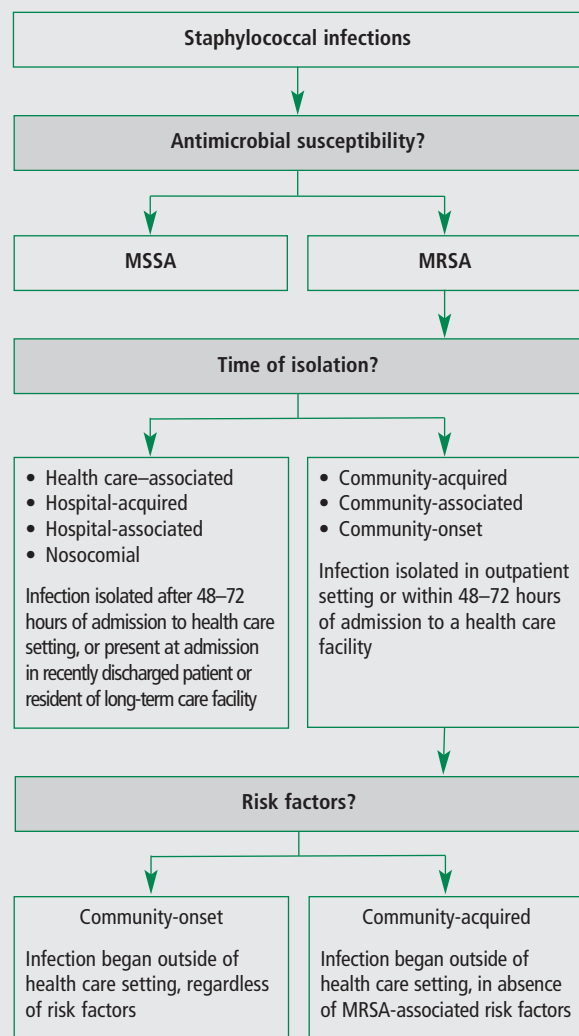 Staphylococcal infections
Antimicrobial susceptibility?
MSSA
MRSA
Time of isolation?
• Health care–associated
• Hospital-acquired
• Hospital-associated
• Nosocomial
Infection isolated after 48–72
hours of admission to health care
setting, or present at admission
in recently discharged patient or
resident of long-term care facility
• Community-acquired
• Community-associated
• Community-onset
Infection isolated in outpatient
setting or within 48–72 hours
of admission to a health care
facility
Risk factors?
Community-onset
Infection began outside of
health care setting, regardless
of risk factors
Community-acquired
Infection began outside of
health care setting, in absence
of MRSA-associated risk factors